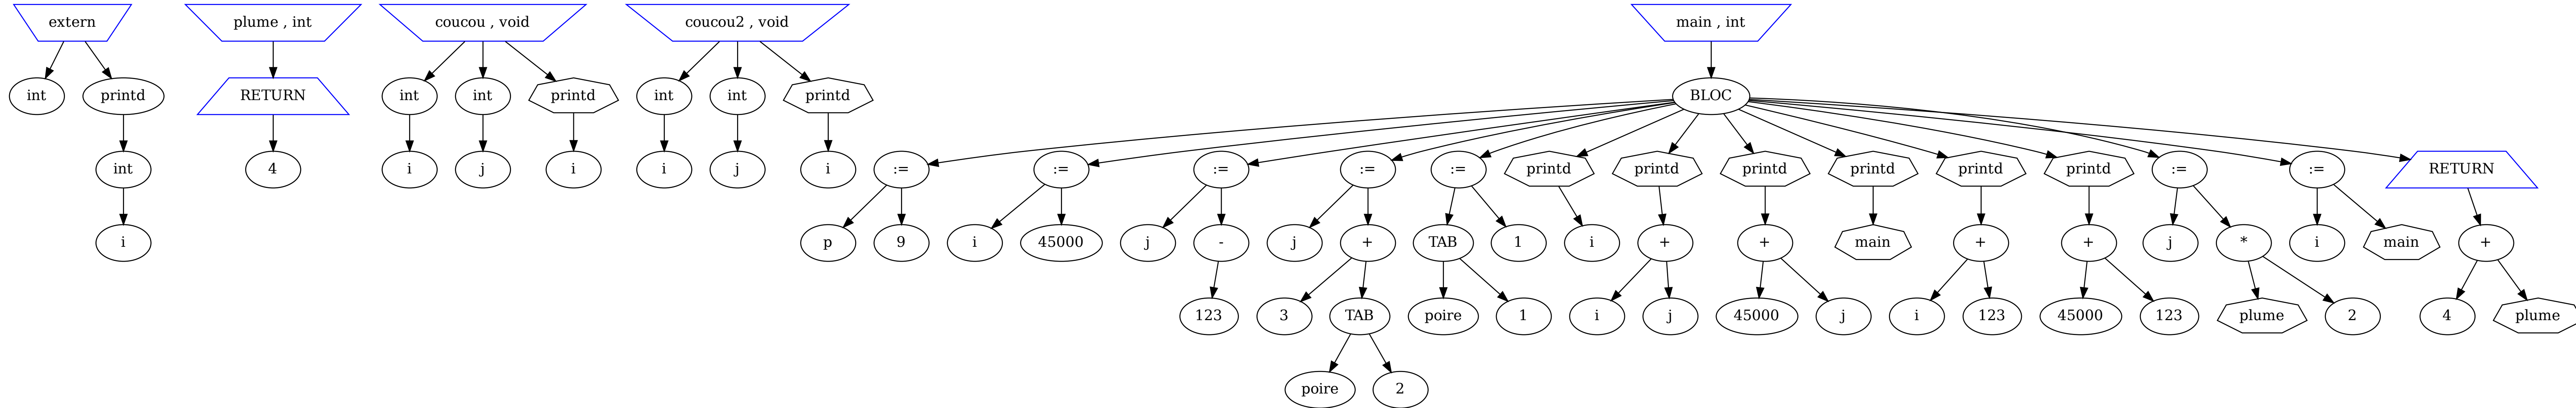 extern plume , int coucou , void coucou2 , void main , int
int printd RETURN int int printd int int printd BLOC
int 4 i j i i j i := := := := := printd printd printd printd printd printd := := RETURN
i p 9 i 45000 j - j + TAB 1 i + + main + + j * i main +
123 3 TAB poire 1 i j 45000 j i 123 45000 123 plume 2 4 plume
poire 2